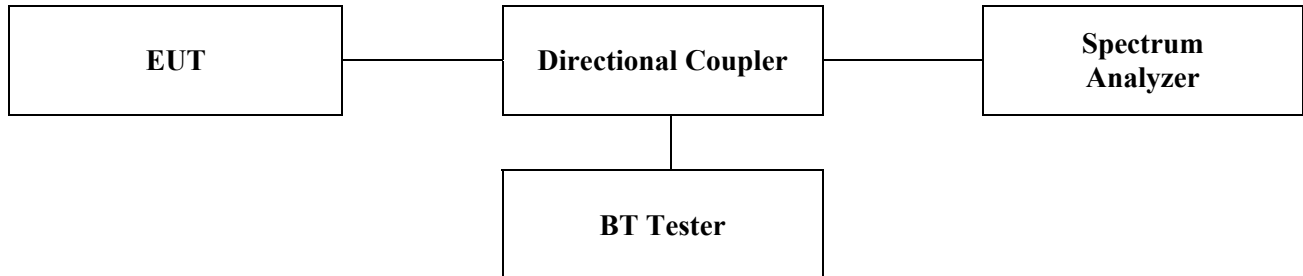 EUT
Directional Coupler
Spectrum
Analyzer
BT Tester